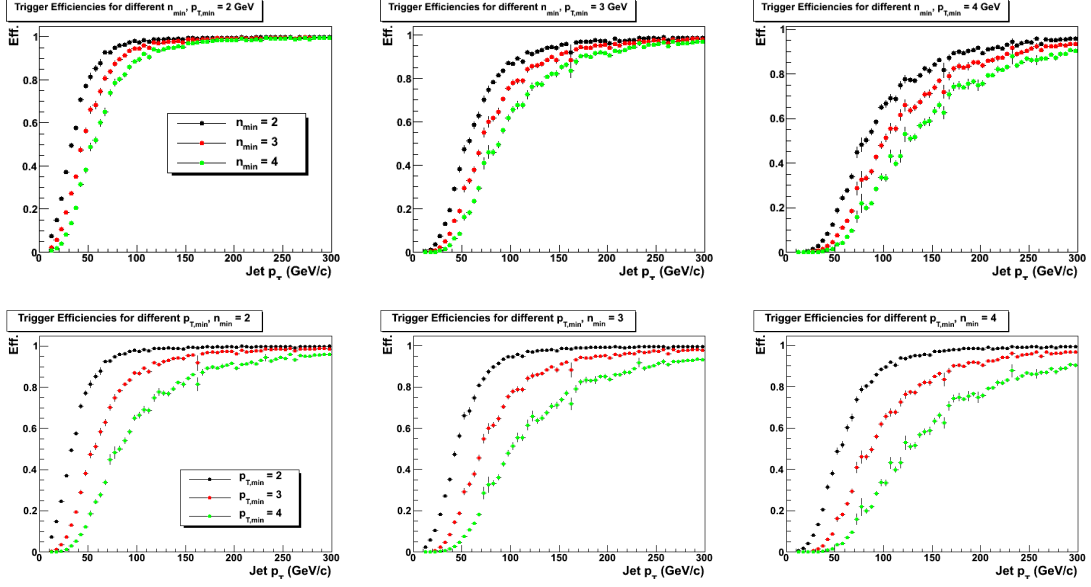 Trigger Efficiencies for different n_min, p_T,min = 2 GeV
Eff.
1
0.8
0.6
0.4
0.2
0
n_min = 2
n_min = 3
n_min = 4
0 50 100 150 200 250 300
Jet p_T (GeV/c)
Trigger Efficiencies for different n_min, p_T,min = 3 GeV
Eff.
1
0.8
0.6
0.4
0.2
0
0 50 100 150 200 250 300
Jet p_T (GeV/c)
Trigger Efficiencies for different n_min, p_T,min = 4 GeV
Eff.
1
0.8
0.6
0.4
0.2
0
0 50 100 150 200 250 300
Jet p_T (GeV/c)
Trigger Efficiencies for different p_T,min, n_min = 2
Eff.
1
0.8
0.6
0.4
0.2
0
p_T,min = 2
p_T,min = 3
p_T,min = 4
0 50 100 150 200 250 300
Jet p_T (GeV/c)
Trigger Efficiencies for different p_T,min, n_min = 3
Eff.
1
0.8
0.6
0.4
0.2
0
0 50 100 150 200 250 300
Jet p_T (GeV/c)
Trigger Efficiencies for different p_T,min, n_min = 4
Eff.
1
0.8
0.6
0.4
0.2
0
0 50 100 150 200 250 300
Jet p_T (GeV/c)